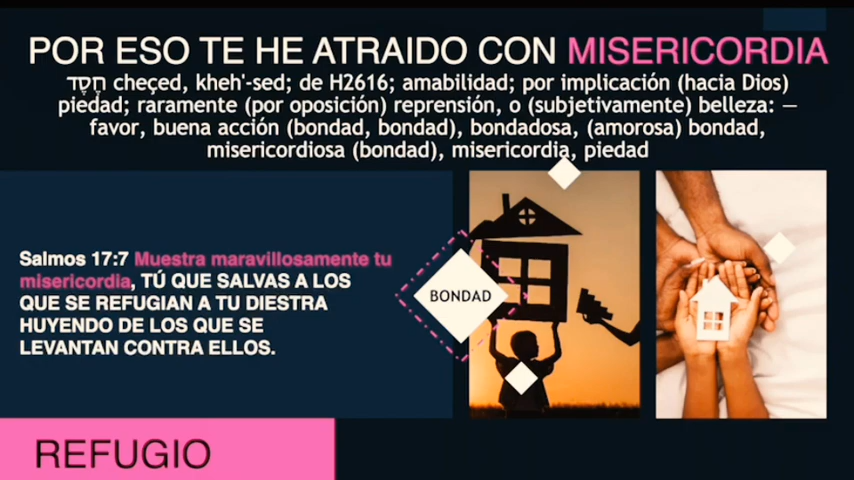 POR ESO TE HE ATRAIDO CON MISERICORDIA
חֶסֶד cheçed, kheh'-sed; de H2616; amabilidad; por implicación (hacia Dios)
piedad; raramente (por oposición) reprensión, o (subjetivamente) belleza: —
favor, buena acción (bondad, bondad), bondadosa, (amorosa) bondad,
misericordiosa (bondad), misericordia, piedad
Salmos 17:7 Muestra maravillosamente tu
misericordia, TÚ QUE SALVAS A LOS
QUE SE REFUGIAN A TU DIESTRA
HUYENDO DE LOS QUE SE
LEVANTAN CONTRA ELLOS.
BONDAD
REFUGIO